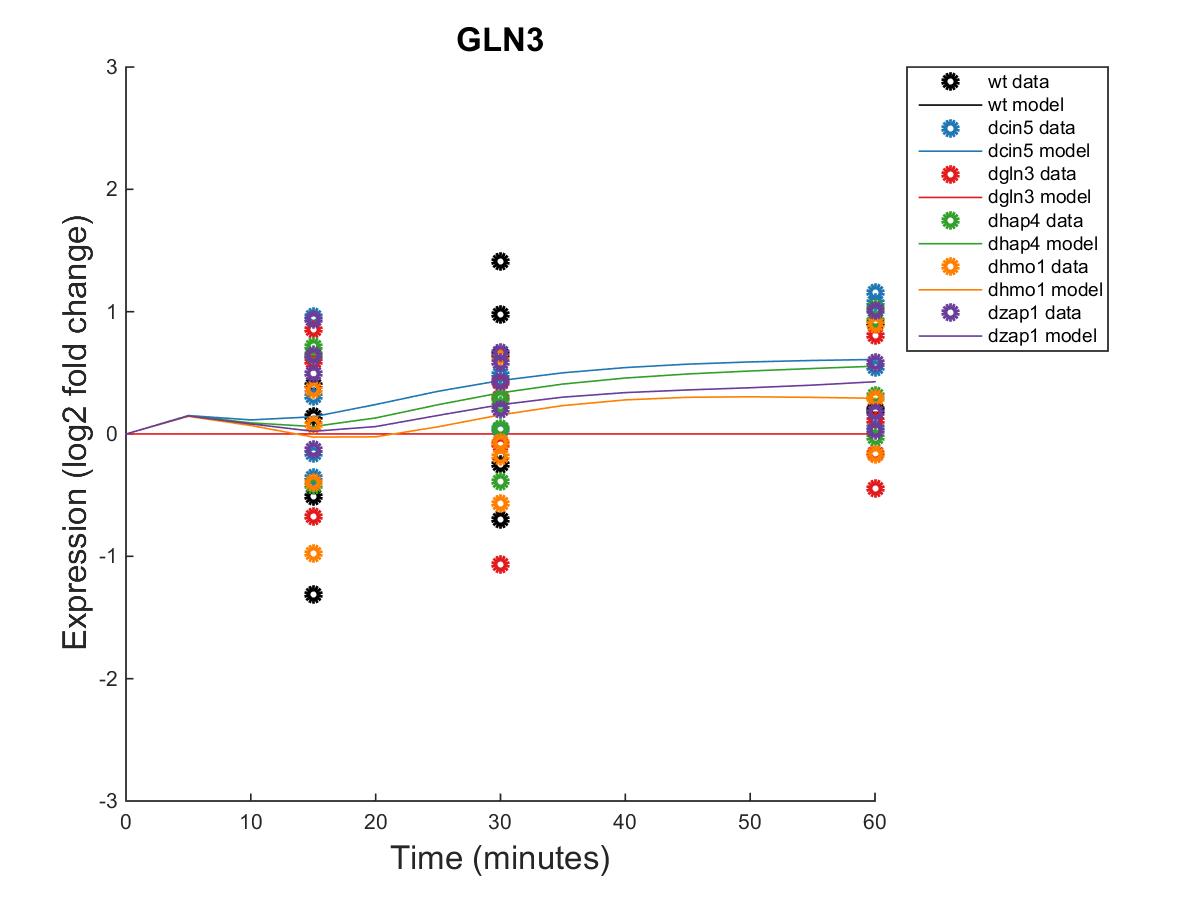 GLN3
3
2
1
0
-1
-2
-3
0 10 20 30 40 50 60
Time (minutes)
Expression (log2 fold change)
wt data
wt model
dcin5 data
dcin5 model
dgln3 data
dgln3 model
dhap4 data
dhap4 model
dhmo1 data
dhmo1 model
dzap1 data
dzap1 model